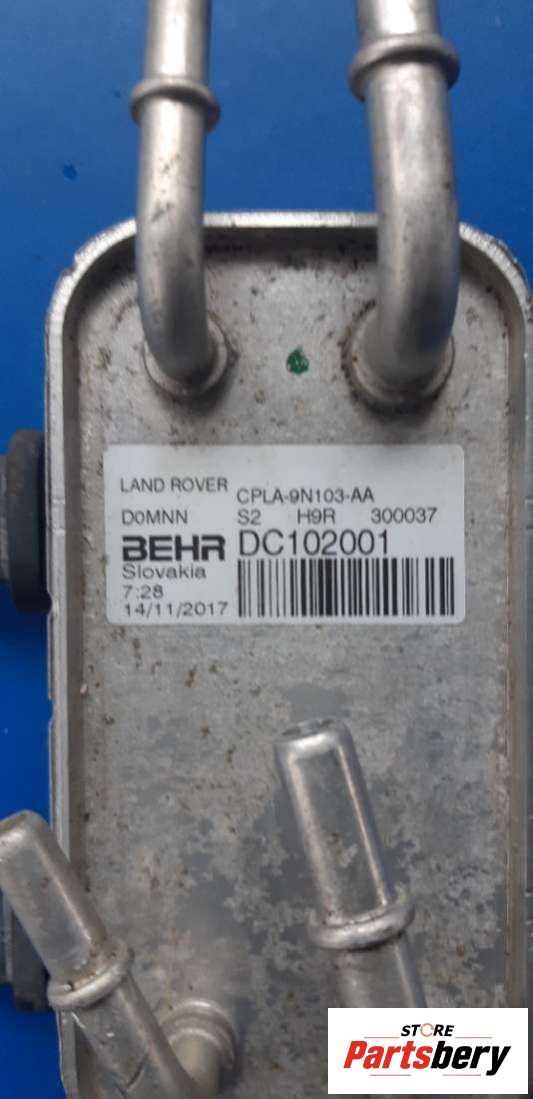 LAND ROVER CPLA-9N103-AA
D0MNN S2 H9R 300037
BEHR DC102001
Slovakia
7:28
14/11/2017
STORE
Partsbery